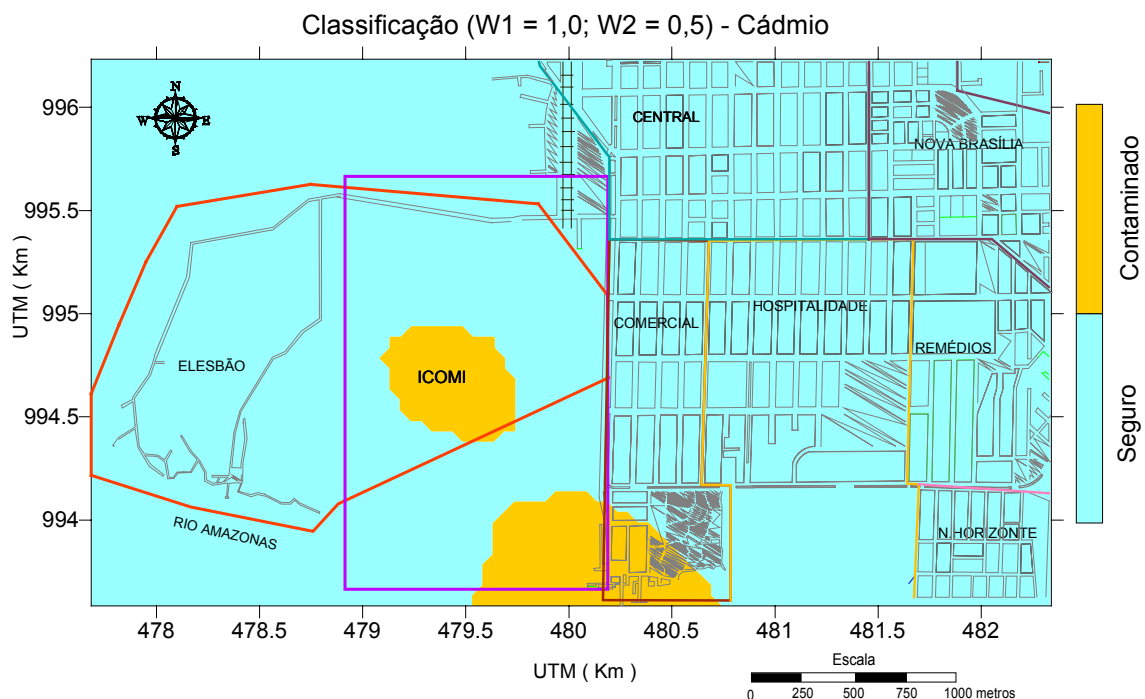 Classificação (W1 = 1,0; W2 = 0,5) - Cádmio
996
995.5
995
994.5
994
UTM ( Km )
N
W E
S
CENTRAL
NOVA BRASÍLIA
COMERCIAL
HOSPITALIDADE
REMÉDIOS
ELESBÃO
ICOMI
RIO AMAZONAS
N.HORIZONTE
Contaminado
Seguro
478 478.5 479 479.5 480 480.5 481 481.5 482
UTM ( Km )
Escala
0 250 500 750 1000 metros